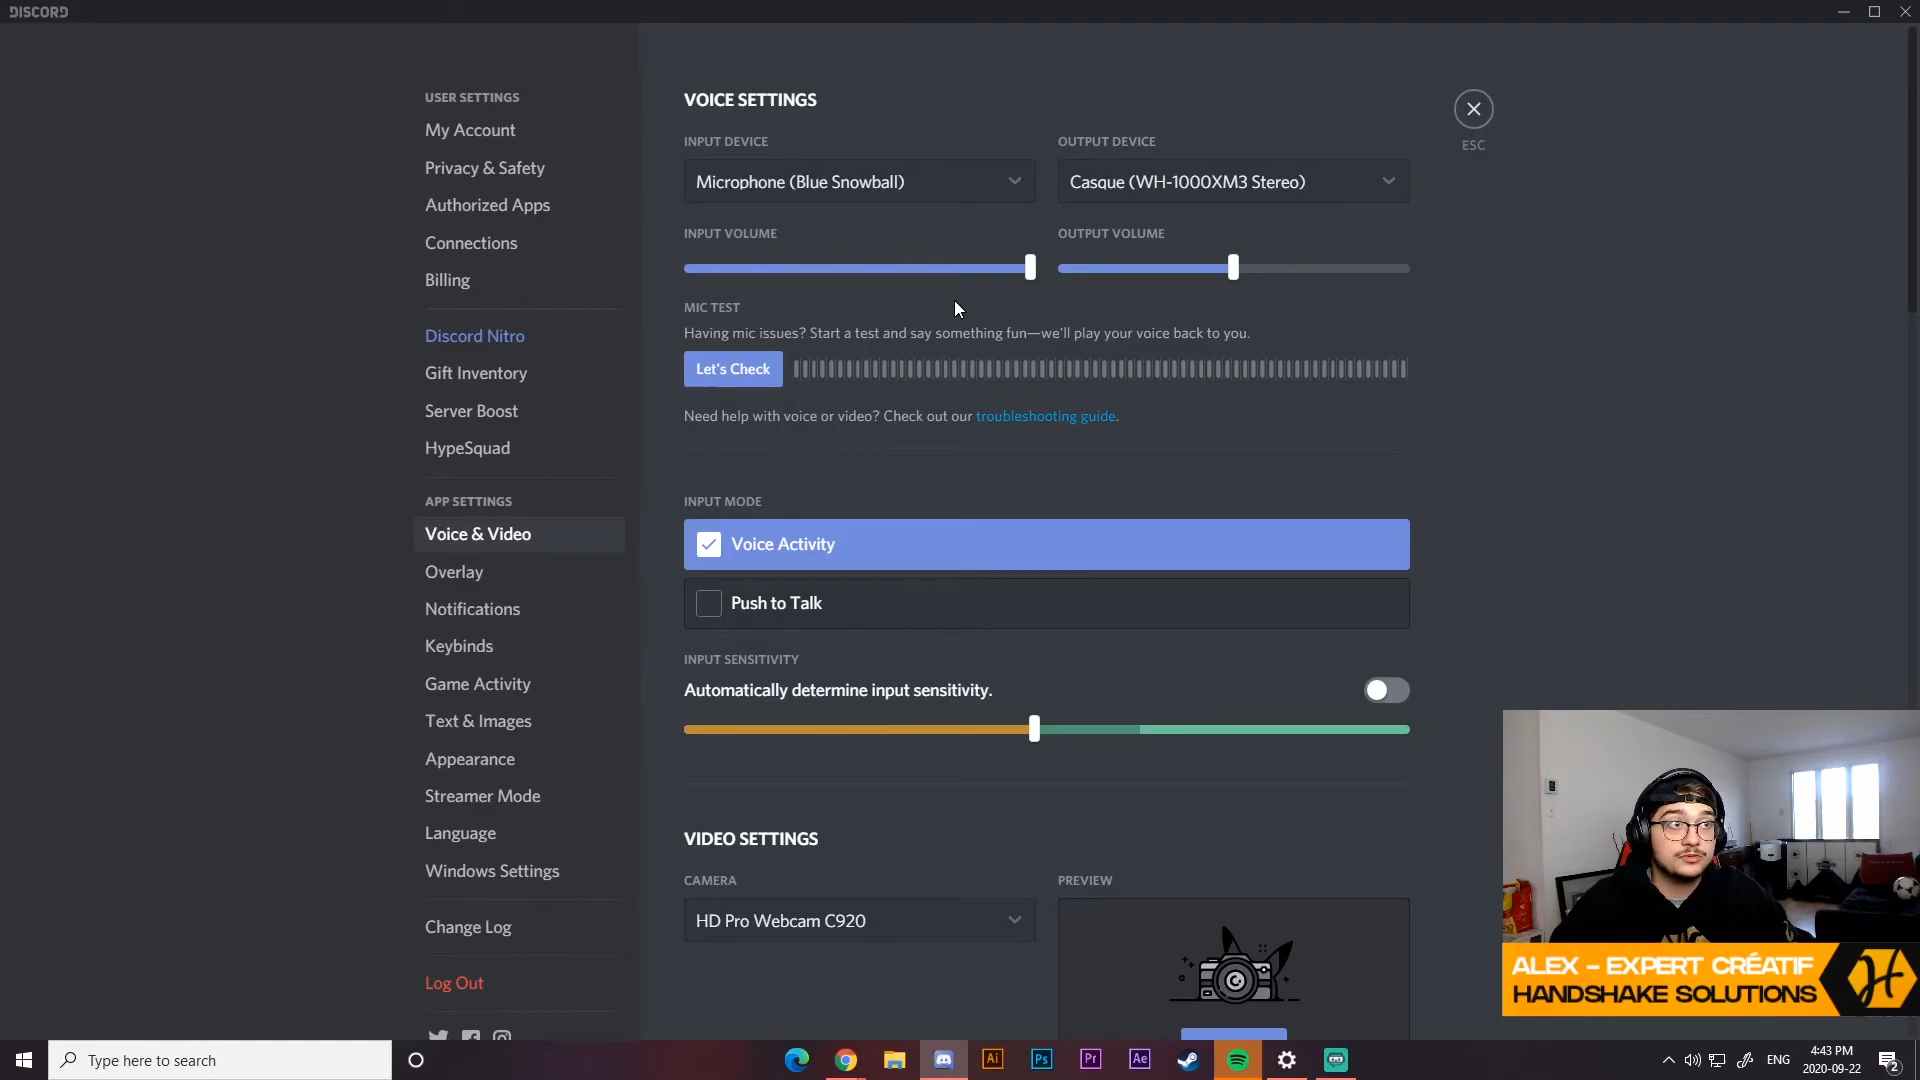 DISCORD
USER SETTINGS
My Account
Privacy & Safety
Authorized Apps
Connections
Billing
Discord Nitro
Gift Inventory
Server Boost
HypeSquad
APP SETTINGS
Voice & Video
Overlay
Notifications
Keybinds
Game Activity
Text & Images
Appearance
Streamer Mode
Language
Windows Settings
Change Log
Log Out
VOICE SETTINGS
INPUT DEVICE
Microphone (Blue Snowball)
OUTPUT DEVICE
Casque (WH-1000XM3 Stereo)
ESC
INPUT VOLUME
OUTPUT VOLUME
MIC TEST
Having mic issues? Start a test and say something fun—we'll play your voice back to you.
Let's Check
Need help with voice or video? Check out our troubleshooting guide.
INPUT MODE
Voice Activity
Push to Talk
INPUT SENSITIVITY
Automatically determine input sensitivity.
VIDEO SETTINGS
CAMERA
HD Pro Webcam C920
PREVIEW
ALEX - EXPERT CRÉATIF
HANDSHAKE SOLUTIONS
H
Type here to search
Ai
Ps
Pr
Ae
ENG
4:43 PM
2020-09-22
2